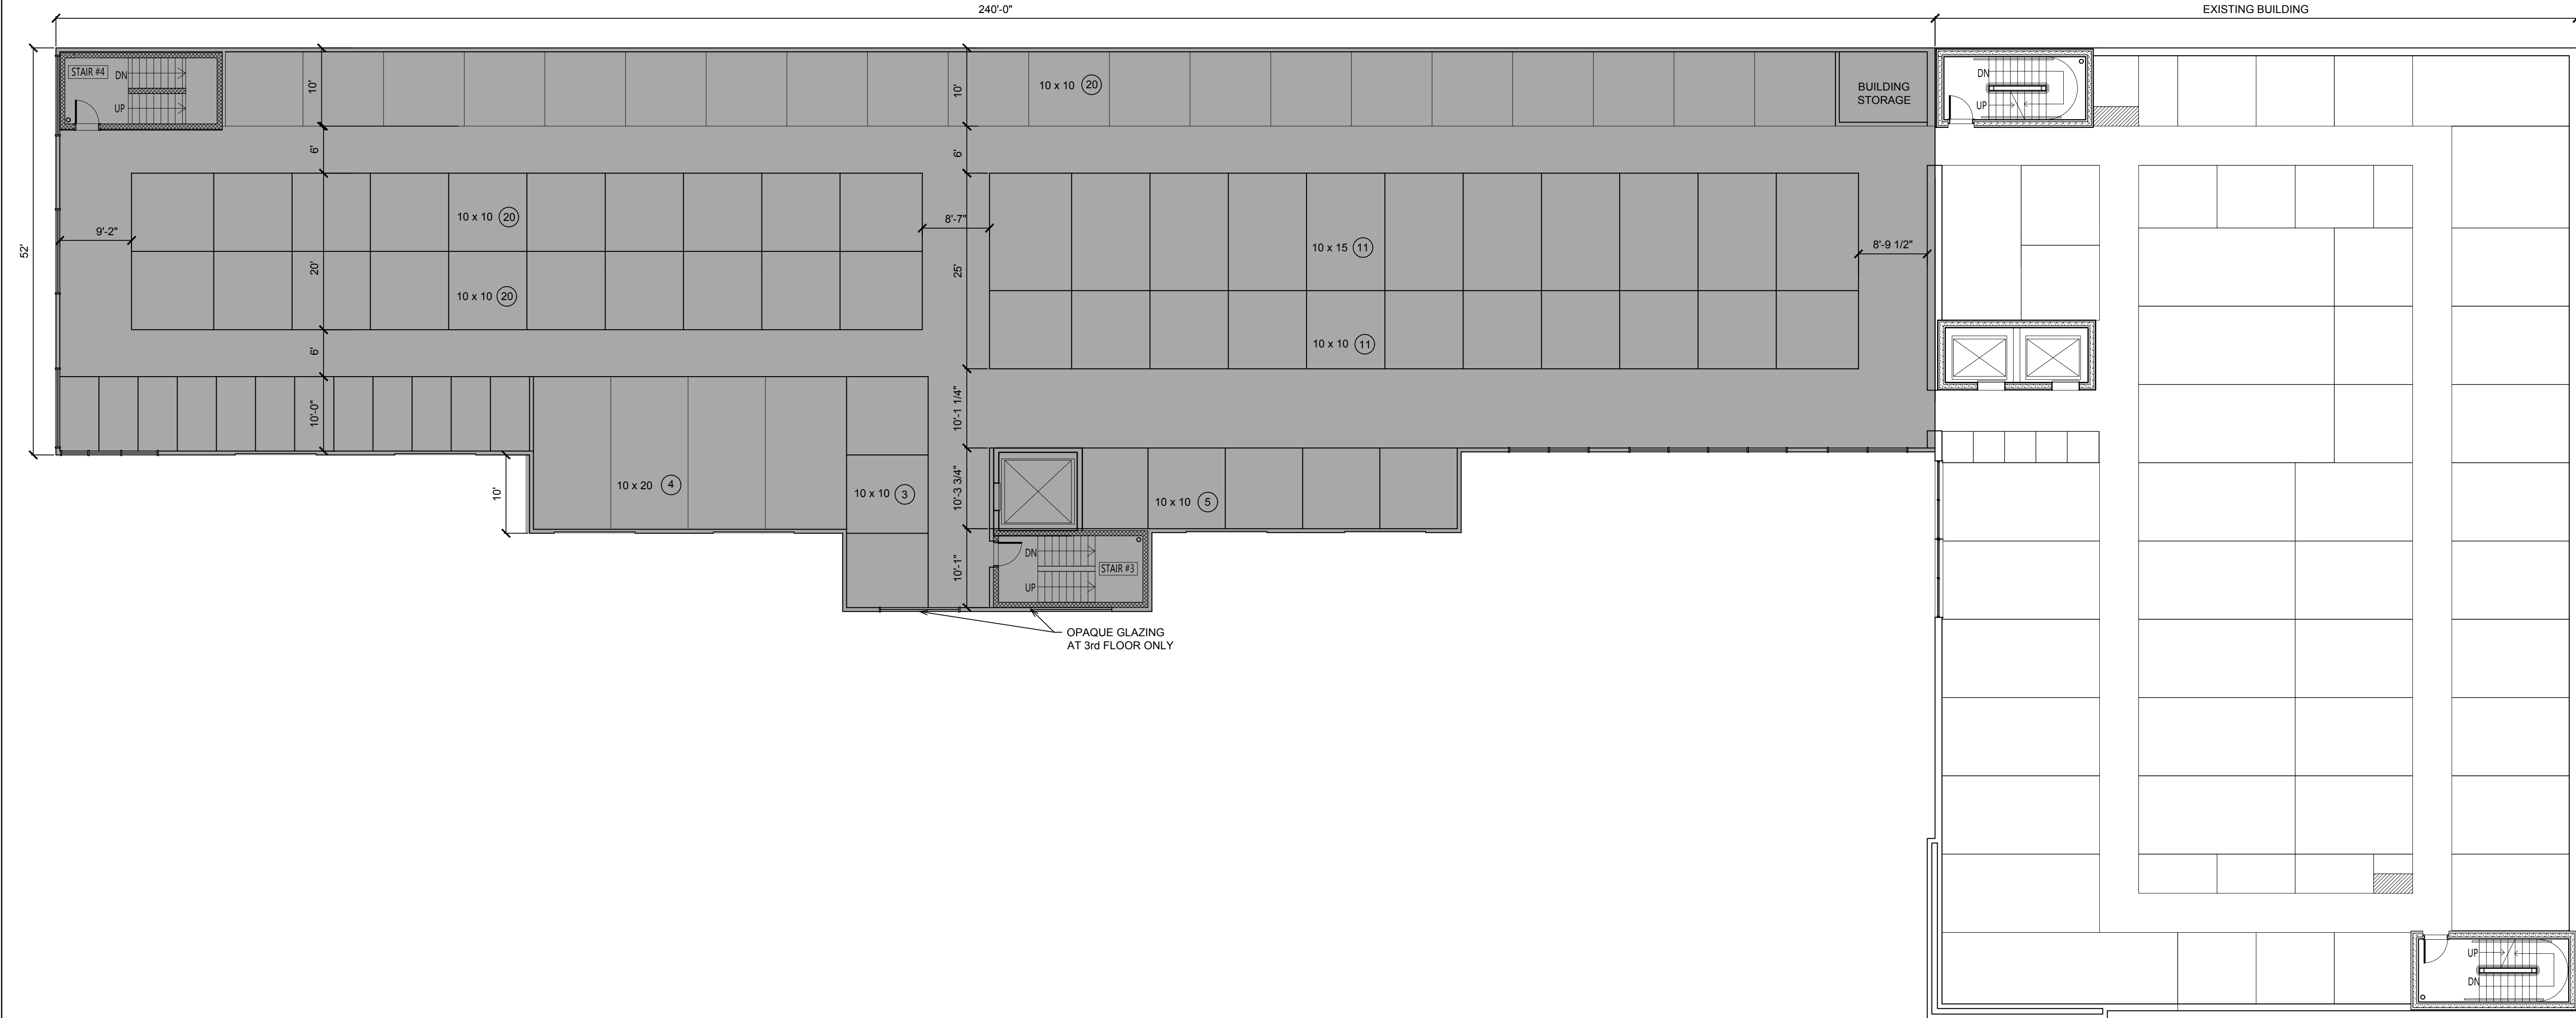 240'-0"
EXISTING BUILDING
STAIR #4
DN
UP
10'
10'
10 x 10 20
BUILDING
STORAGE
DN
UP
52'
6'
6'
9'-2"
10 x 10 20
8'-7"
10 x 15 11
8'-9 1/2"
20'
25'
10 x 10 20
10 x 10 11
6'
10'-0"
10'-1 1/4"
10'
10 x 20 4
10 x 10 3
10'-3 3/4"
10 x 10 5
10'-1"
DN
UP
STAIR #3
OPAQUE GLAZING
AT 3rd FLOOR ONLY
UP
DN